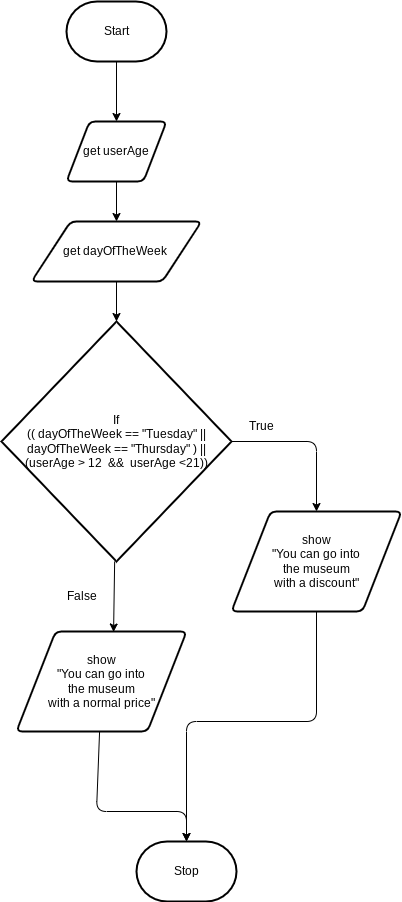 Start
get userAge
get dayOfTheWeek
If
(( dayOfTheWeek == "Tuesday" ||
dayOfTheWeek == "Thursday" ) ||
(userAge > 12 && userAge <21))
True
show
"You can go into
the museum
with a discount"
False
show
"You can go into
the museum
with a normal price"
Stop